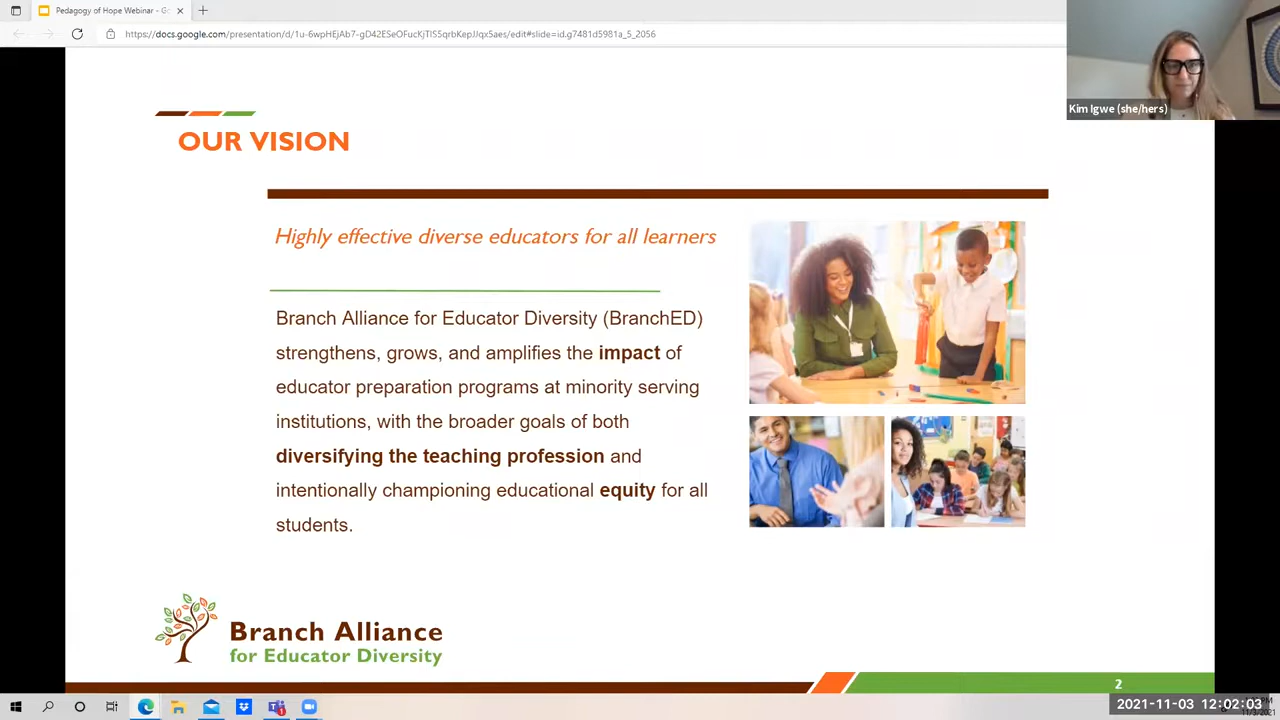 Pedagogy of Hope Webinar - Go
https://docs.google.com/presentation/d/1u-6wpHEjAb7-gD42ESeOFucKjTIS5qrbKepJJqx5aes/edit#slide=id.g7481d5981a_5_2056
Kim Igwe (she/hers)
OUR VISION
Highly effective diverse educators for all learners
Branch Alliance for Educator Diversity (BranchED)
strengthens, grows, and amplifies the impact of
educator preparation programs at minority serving
institutions, with the broader goals of both
diversifying the teaching profession and
intentionally championing educational equity for all
students.
Branch Alliance
for Educator Diversity
2
2021-11-03 12:02:03